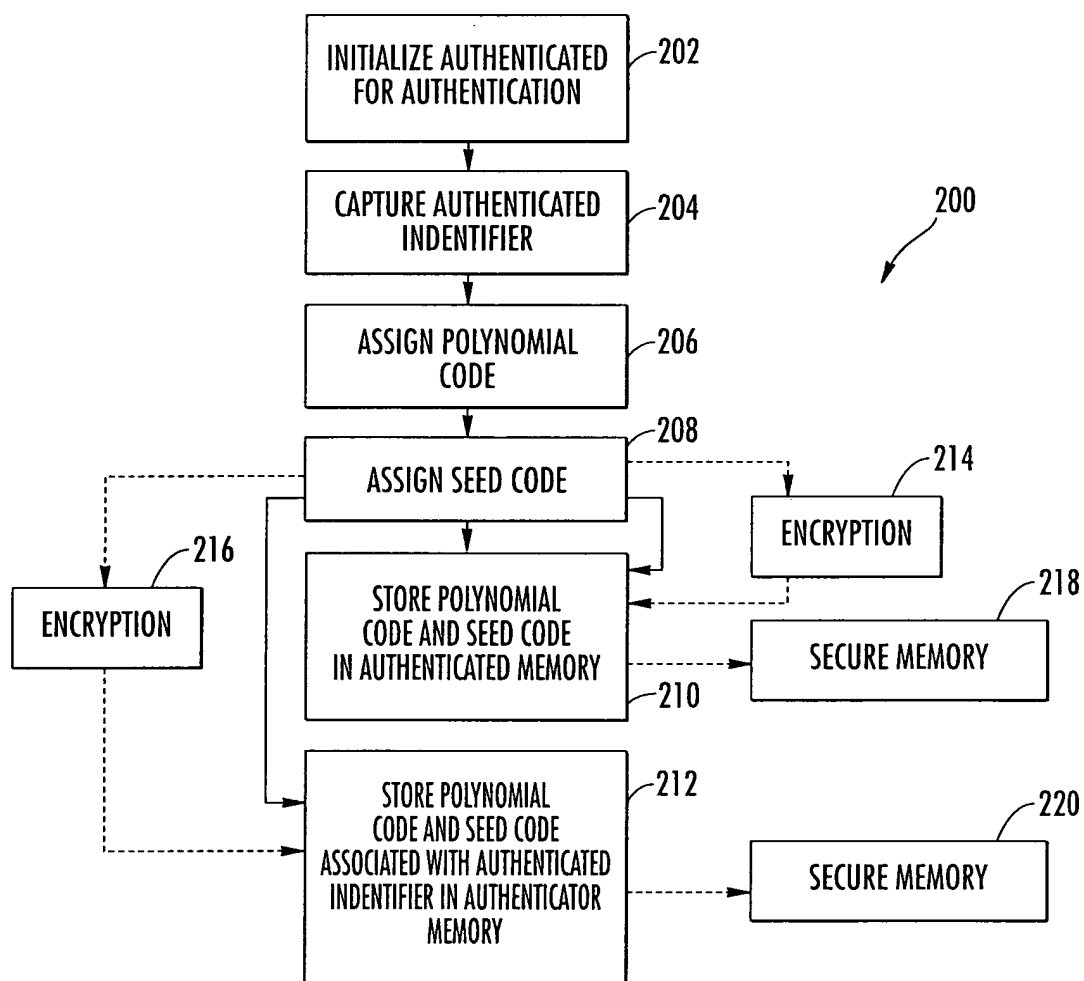 INITIALIZE AUTHENTICATED
FOR AUTHENTICATION
202
CAPTURE AUTHENTICATED
INDENTIFIER
204
200
ASSIGN POLYNOMIAL
CODE
206
208
ASSIGN SEED CODE
214
ENCRYPTION
216
ENCRYPTION
STORE POLYNOMIAL
CODE AND SEED CODE
IN AUTHENTICATED MEMORY
210
218
SECURE MEMORY
212
STORE POLYNOMIAL
CODE AND SEED CODE
ASSOCIATED WITH AUTHENTICATED
INDENTIFIER IN AUTHENTICATOR
MEMORY
220
SECURE MEMORY